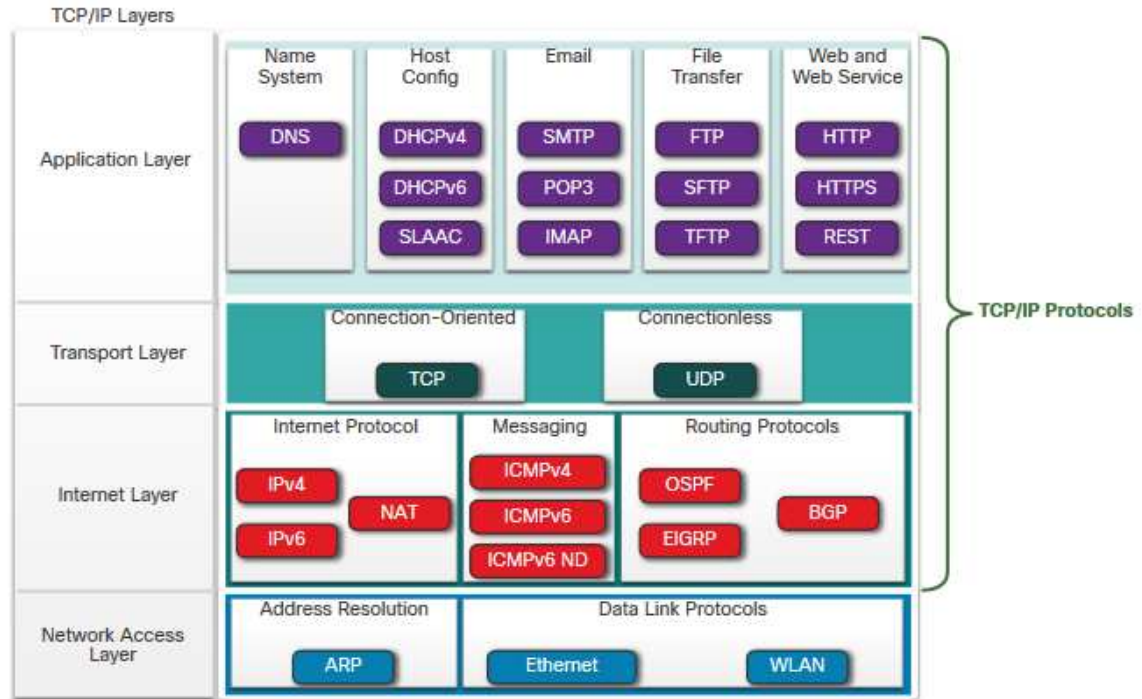 TCP/IP Layers
Name
System
Host
Config
Email
File
Transfer
Web and
Web Service
Application Layer
DNS
DHCPv4
SMTP
FTP
HTTP
DHCPv6
POP3
SFTP
HTTPS
SLAAC
IMAP
TFTP
REST
TCP/IP Protocols
Transport Layer
Connection-Oriented
Connectionless
TCP
UDP
Internet Layer
Internet Protocol
Messaging
Routing Protocols
IPv4
IPv6
NAT
ICMPv4
ICMPv6
ICMPv6 ND
OSPF
EIGRP
BGP
Network Access
Layer
Address Resolution
Data Link Protocols
ARP
Ethernet
WLAN